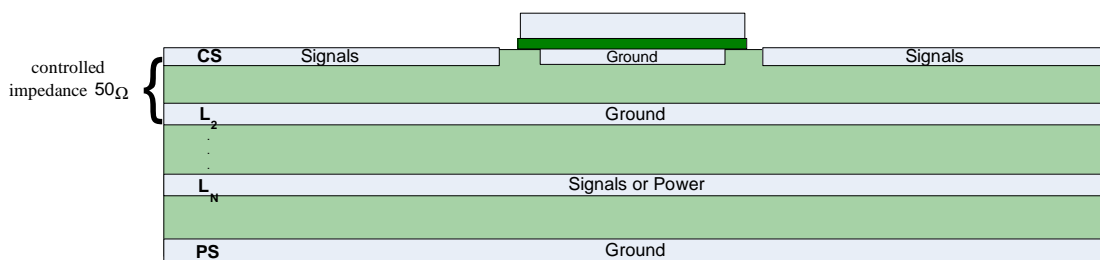 CS Signals Ground Signals
controlled
impedance 50Ω
L2 Ground
.
.
.
LN Signals or Power
PS Ground